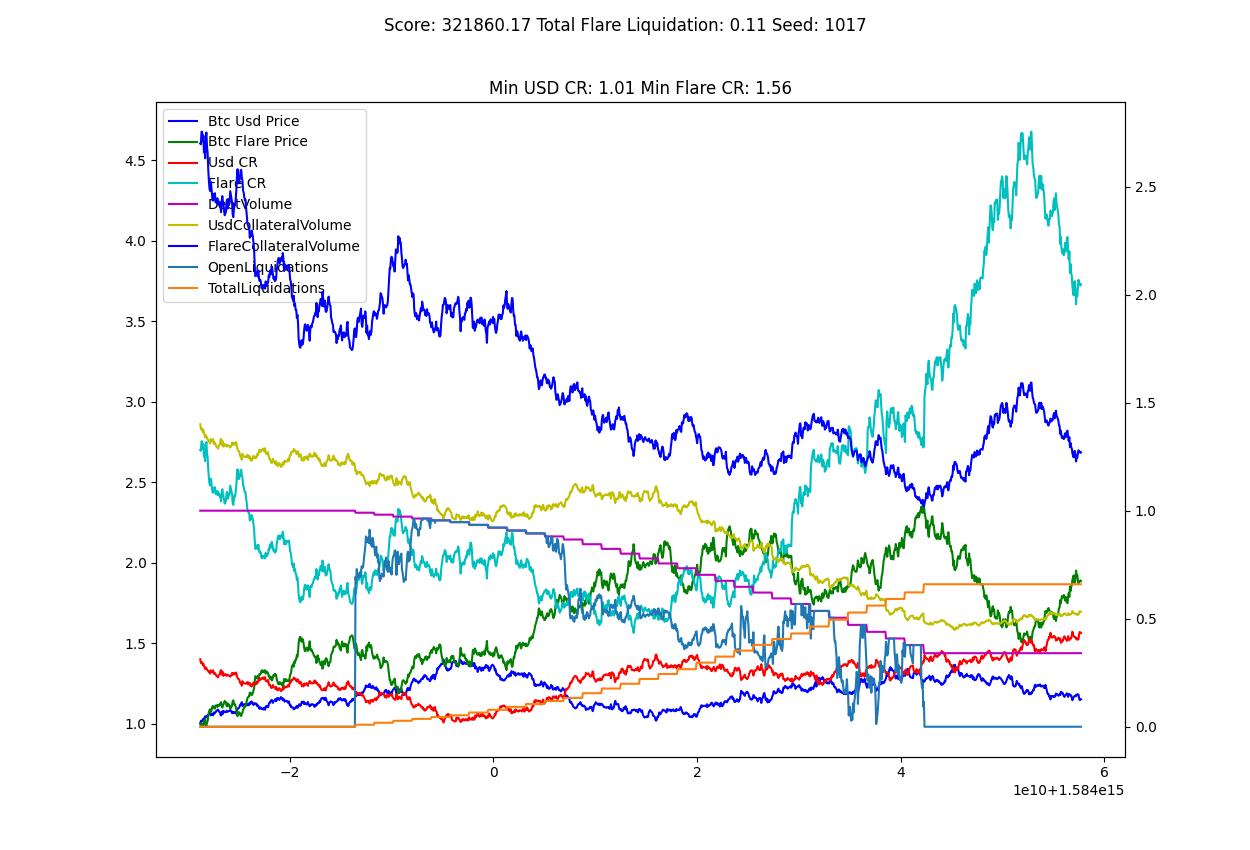 Score: 321860.17 Total Flare Liquidation: 0.11 Seed: 1017
Min USD CR: 1.01 Min Flare CR: 1.56
Btc Usd Price
Btc Flare Price
Usd CR
Flare CR
DebtVolume
UsdCollateralVolume
FlareCollateralVolume
OpenLiquidations
TotalLiquidations
4.5
4.0
3.5
3.0
2.5
2.0
1.5
1.0
2.5
2.0
1.5
1.0
0.5
0.0
−2
0
2
4
6
1e10+1.584e15